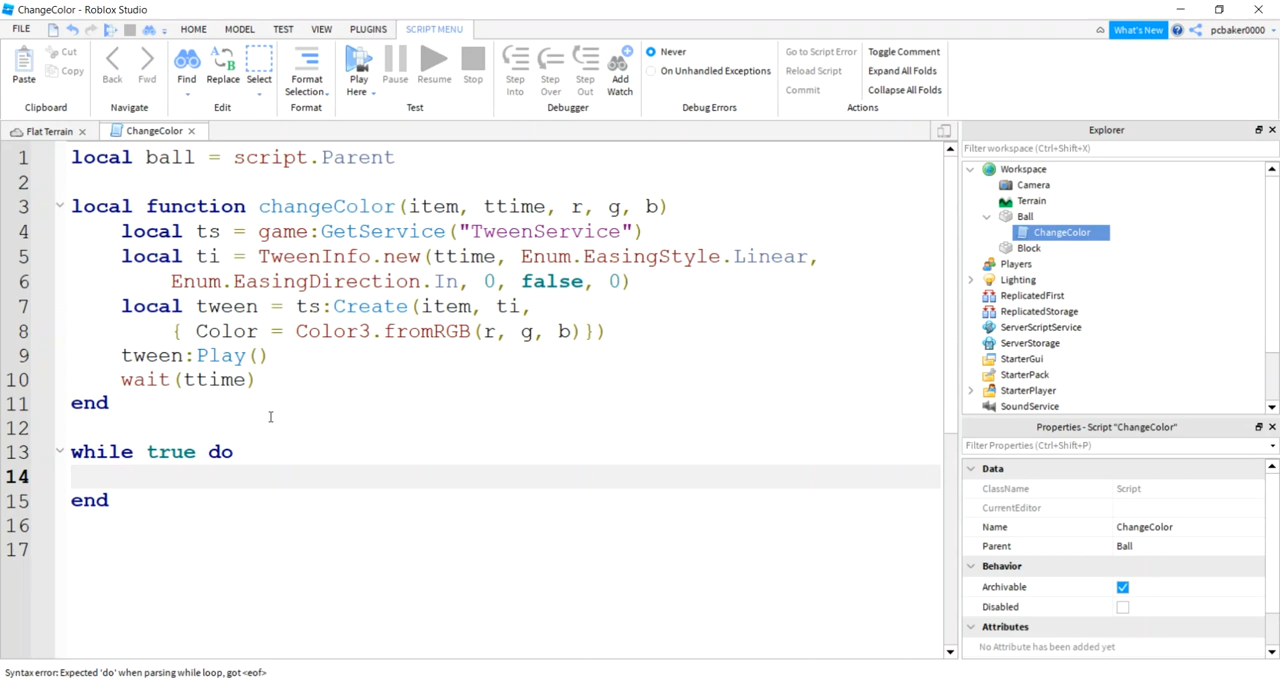 ChangeColor - Roblox Studio
FILE HOME MODEL TEST VIEW PLUGINS SCRIPT MENU What's New pcbaker0000
Paste Cut Copy Back Fwd Find Replace Select Format Selection Play Here Pause Resume Stop Step Into Step Over Step Out Add Watch Never On Unhandled Exceptions Go to Script Error Reload Script Commit Toggle Comment Expand All Folds Collapse All Folds
Clipboard Navigate Edit Format Test Debugger Debug Errors Actions
Flat Terrain ChangeColor
1 local ball = script.Parent
2
3 local function changeColor(item, ttime, r, g, b)
4 local ts = game:GetService("TweenService")
5 local ti = TweenInfo.new(ttime, Enum.EasingStyle.Linear,
6 Enum.EasingDirection.In, 0, false, 0)
7 local tween = ts:Create(item, ti,
8 { Color = Color3.fromRGB(r, g, b)})
9 tween:Play()
10 wait(ttime)
11 end
12
13 while true do
14
15 end
16
17
Explorer
Filter workspace (Ctrl+Shift+X)
Workspace
Camera
Terrain
Ball
ChangeColor
Block
Players
Lighting
ReplicatedFirst
ReplicatedStorage
ServerScriptService
ServerStorage
StarterGui
StarterPack
StarterPlayer
SoundService
Properties - Script "ChangeColor"
Filter Properties (Ctrl+Shift+P)
Data
ClassName Script
CurrentEditor
Name ChangeColor
Parent Ball
Behavior
Archivable
Disabled
Attributes
No Attribute has been added yet
Syntax error: Expected 'do' when parsing while loop, got <eof>